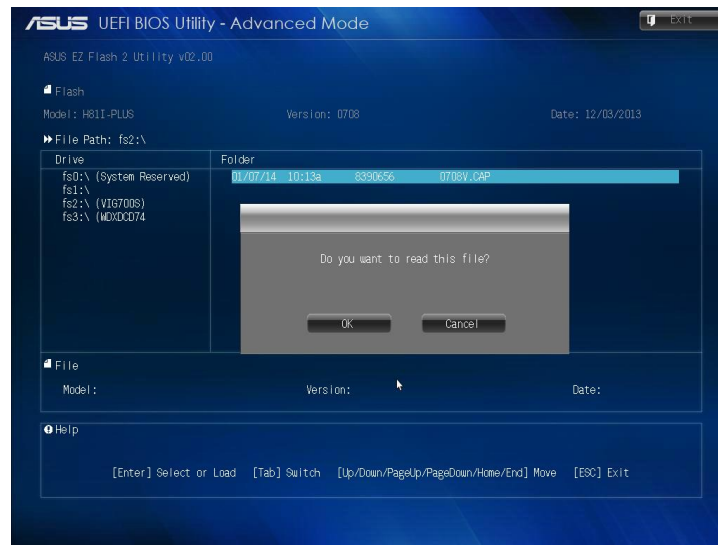 ASUS UEFI BIOS Utility - Advanced Mode Exit
ASUS EZ Flash 2 Utility v02.00
Flash
Model: H81I-PLUS Version: 0708 Date: 12/03/2013
File Path: fs2:\
Drive Folder
fs0:\ (System Reserved) 01/07/14 10:13a 8390656 0708V.CAP
fs1:\
fs2:\ (VIG700S)
fs3:\ (WDXDCD74
Do you want to read this file?
OK Cancel
File
Model: Version: Date:
Help
[Enter] Select or Load [Tab] Switch [Up/Down/PageUp/PageDown/Home/End] Move [ESC] Exit